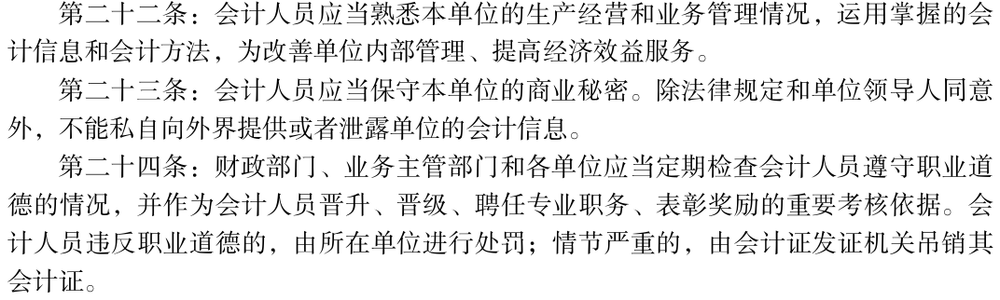 第二十二条：会计人员应当熟悉本单位的生产经营和业务管理情况，运用掌握的会
计信息和会计方法，为改善单位内部管理、提高经济效益服务。
第二十三条：会计人员应当保守本单位的商业秘密。除法律规定和单位领导人同意
外，不能私自向外界提供或者泄露单位的会计信息。
第二十四条：财政部门、业务主管部门和各单位应当定期检查会计人员遵守职业道
德的情况，并作为会计人员晋升、晋级、聘任专业职务、表彰奖励的重要考核依据。会
计人员违反职业道德的，由所在单位进行处罚；情节严重的，由会计证发证机关吊销其
会计证。